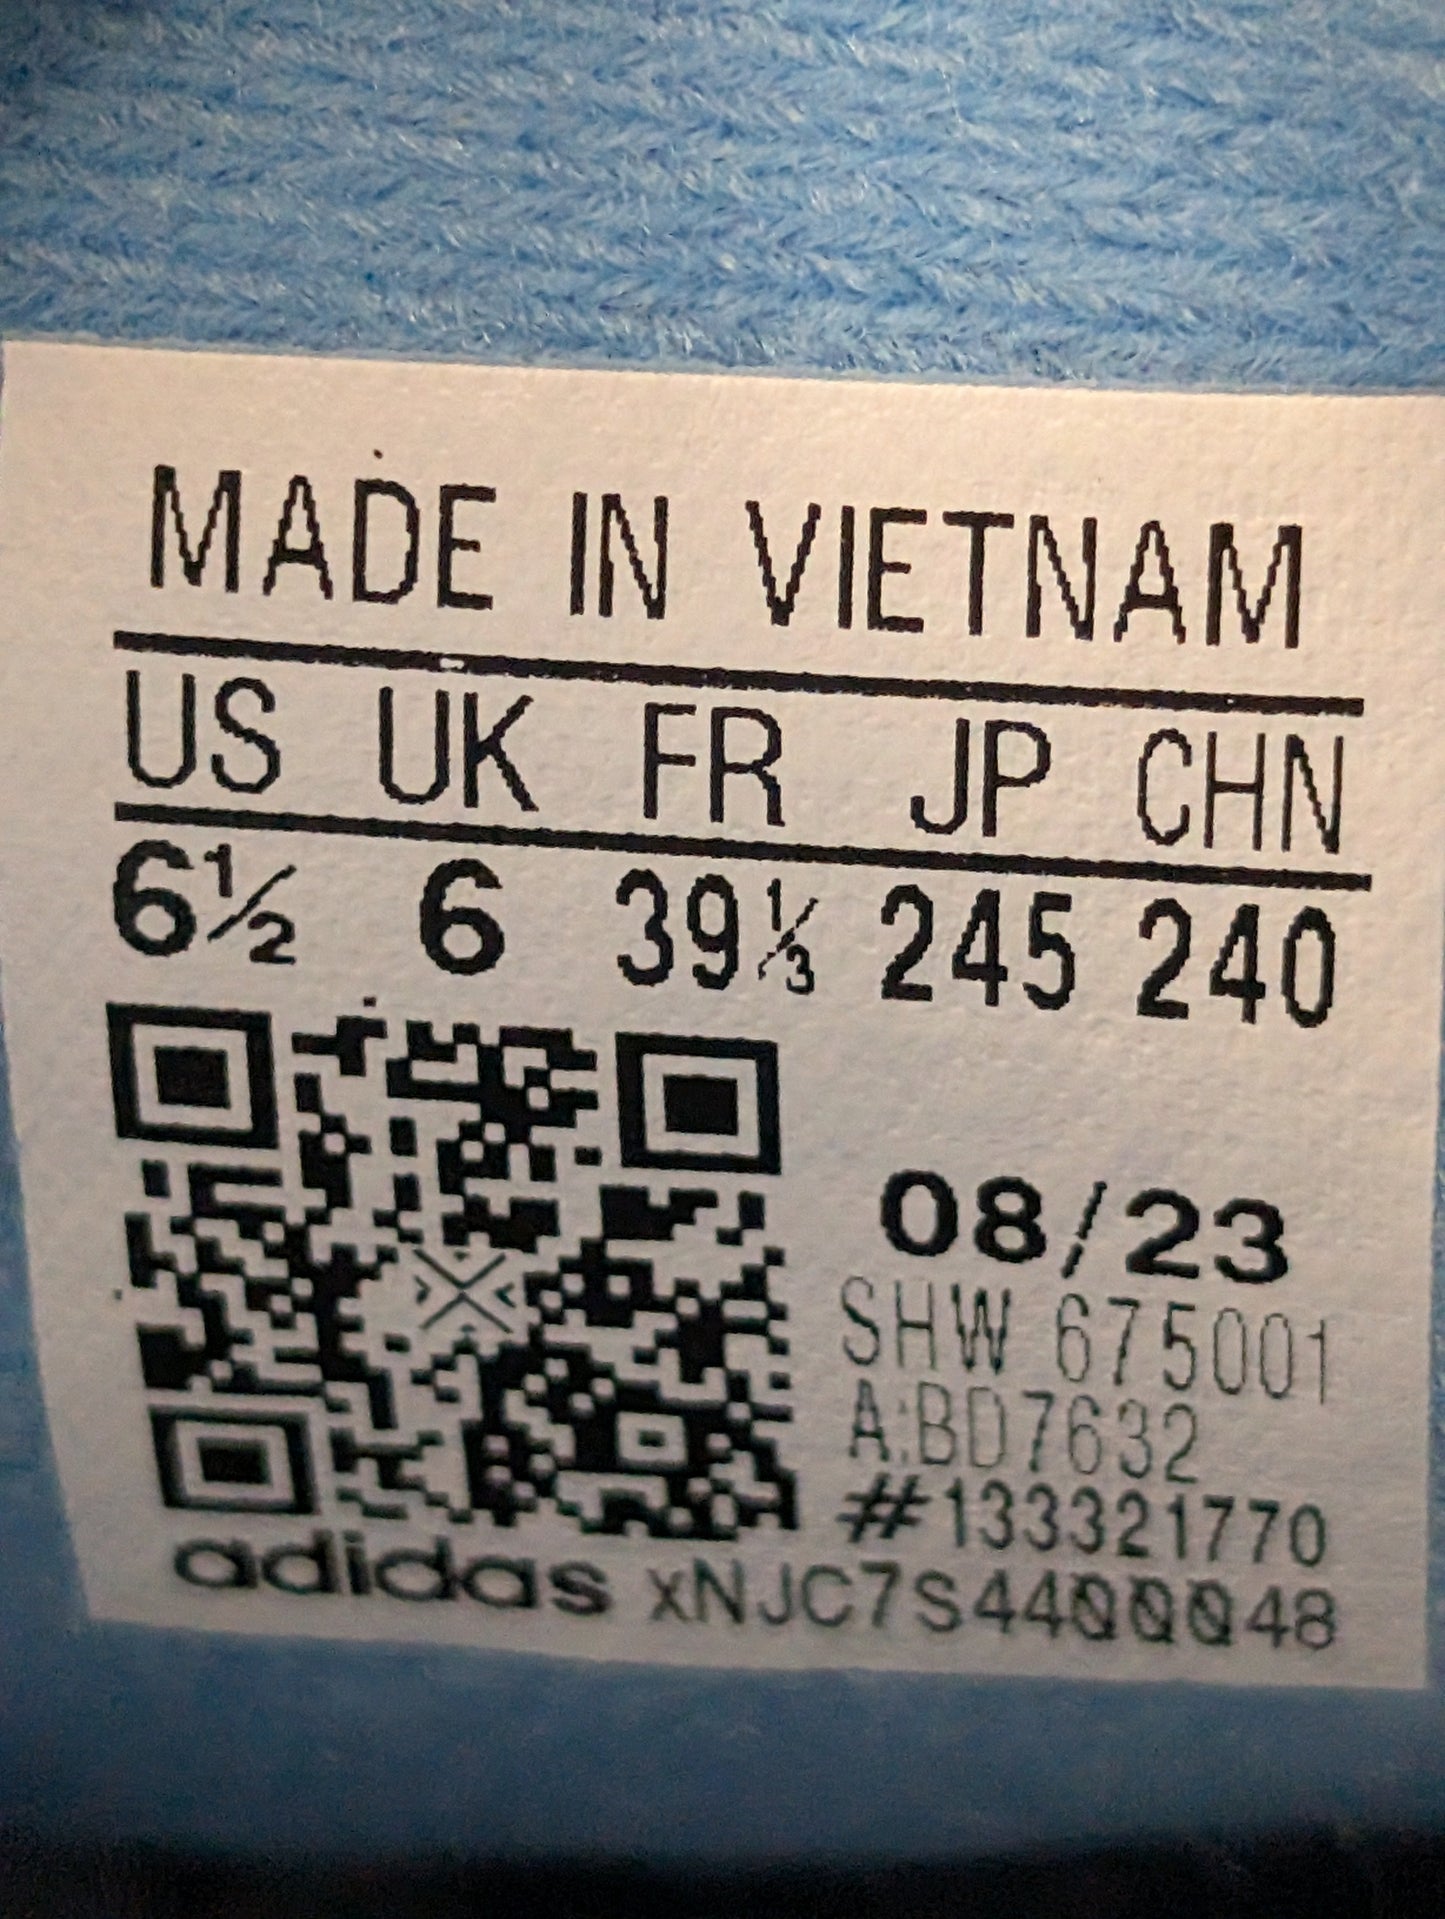 MADE IN VIETNAM
US UK FR JP CHN
6½ 6 39⅓ 245 240
08/23
SHW 675001
A:BD7632
#133321770
adidas xNJC7S44000048